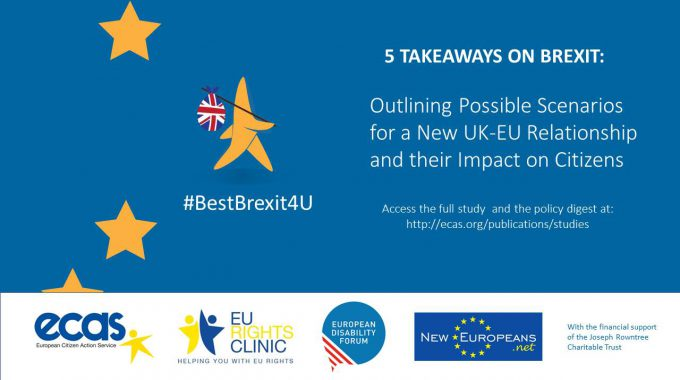 5 TAKEAWAYS ON BREXIT:
Outlining Possible Scenarios
for a New UK-EU Relationship
and their Impact on Citizens
#BestBrexit4U
Access the full study and the policy digest at:
http://ecas.org/publications/studies
ecas
European Citizen Action Service
EU
RIGHTS
CLINIC
HELPING YOU WITH EU RIGHTS
EUROPEAN
DISABILITY
FORUM
NEW EUROPEANS
.net
With the financial support
of the Joseph Rowntree
Charitable Trust